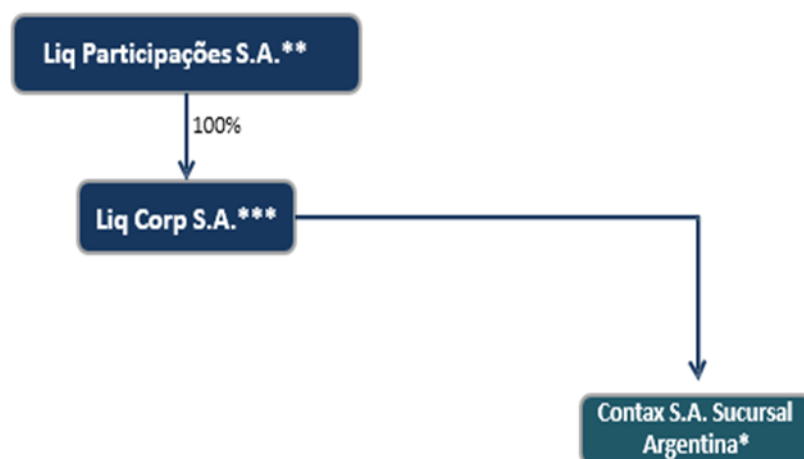 Liq Participações S.A.**
100%
Liq Corp S.A.***
Contax S.A. Sucursal
Argentina*